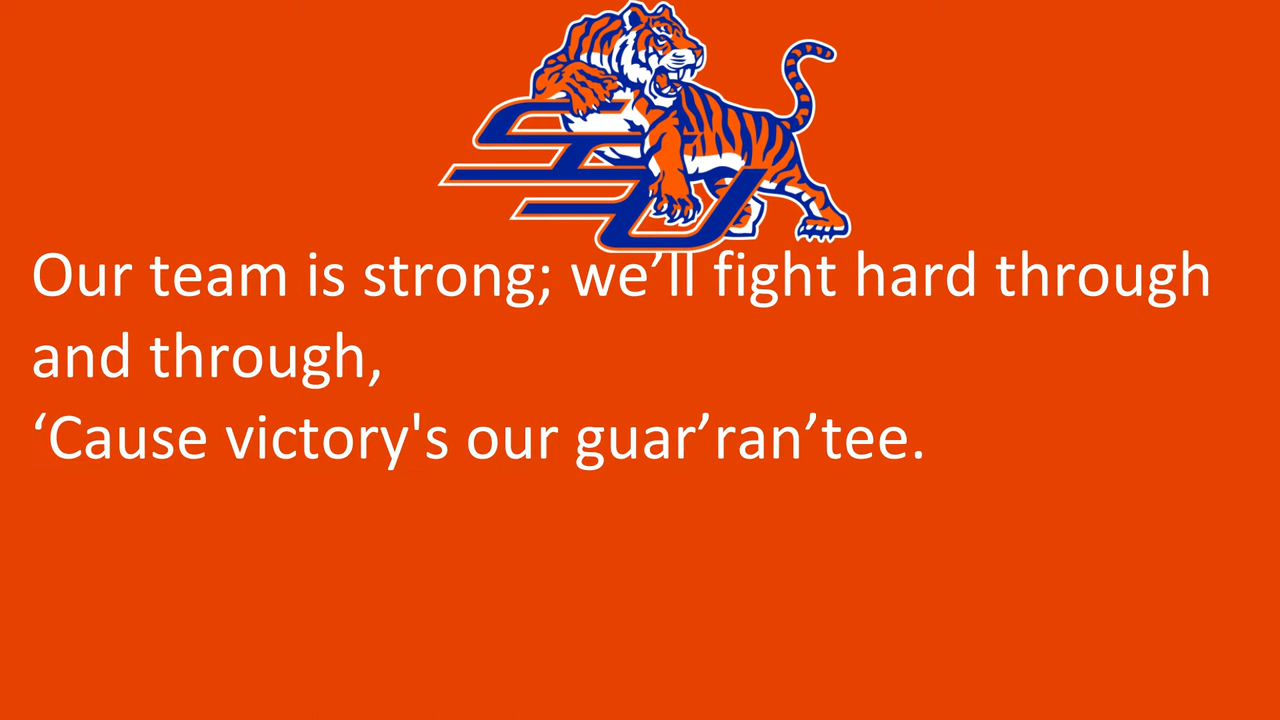 SU
Our team is strong; we’ll fight hard through
and through,
‘Cause victory's our guar’ran’tee.